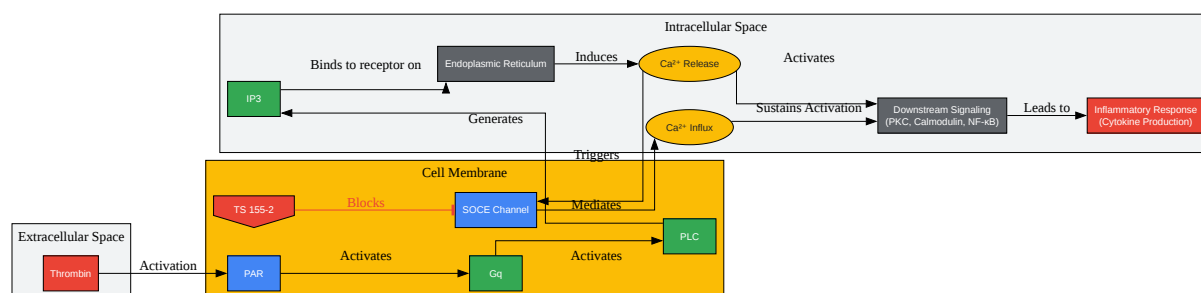 Intracellular Space
Endoplasmic Reticulum
Induces
Ca²⁺ Release
Activates
Binds to receptor on
IP3
Generates
Ca²⁺ Influx
Sustains Activation
Downstream Signaling
(PKC, Calmodulin, NF-κB)
Leads to
Inflammatory Response
(Cytokine Production)
Triggers
Cell Membrane
TS 155-2
Blocks
SOCE Channel
Mediates
PLC
Extracellular Space
Thrombin
Activation
PAR
Activates
Gq
Activates